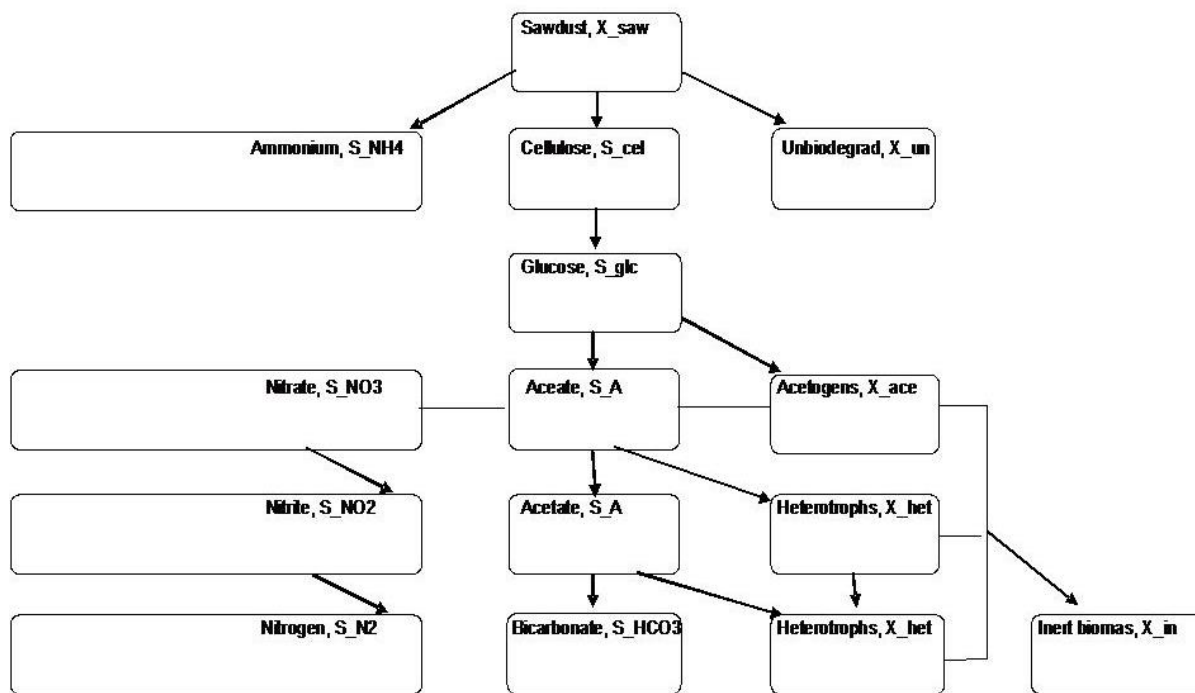 Sawdust, X_saw
Ammonium, S_NH4
Cellulose, S_cel
Unbiodegrad, X_un
Glucose, S_glc
Nitrate, S_NO3
Aceate, S_A
Acetogens, X_ace
Nitrite, S_NO2
Acetate, S_A
Heterotrophs, X_het
Nitrogen, S_N2
Bicarbonate, S_HCO3
Heterotrophs, X_het
Inert biomas, X_in